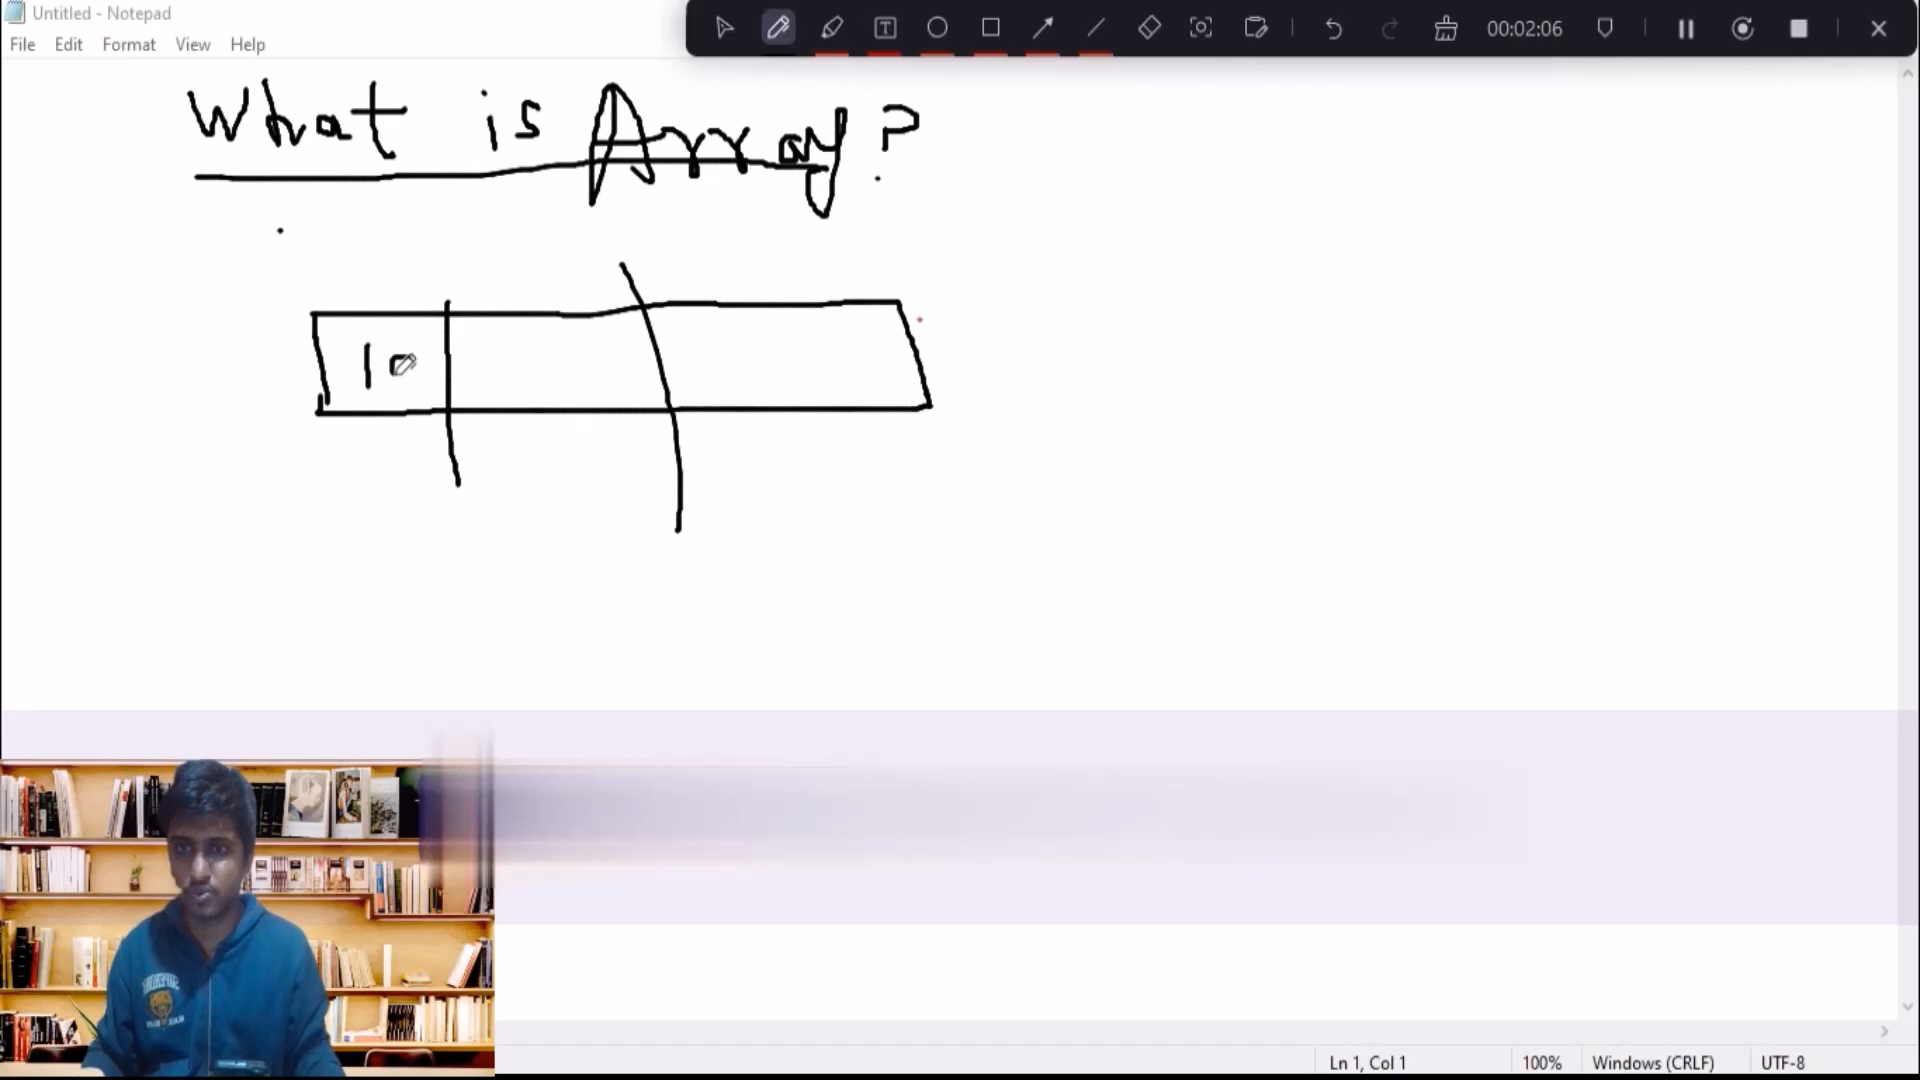 Untitled - Notepad
File Edit Format View Help
00:02:06
What is Array?
10
Ln 1, Col 1 100% Windows (CRLF) UTF-8